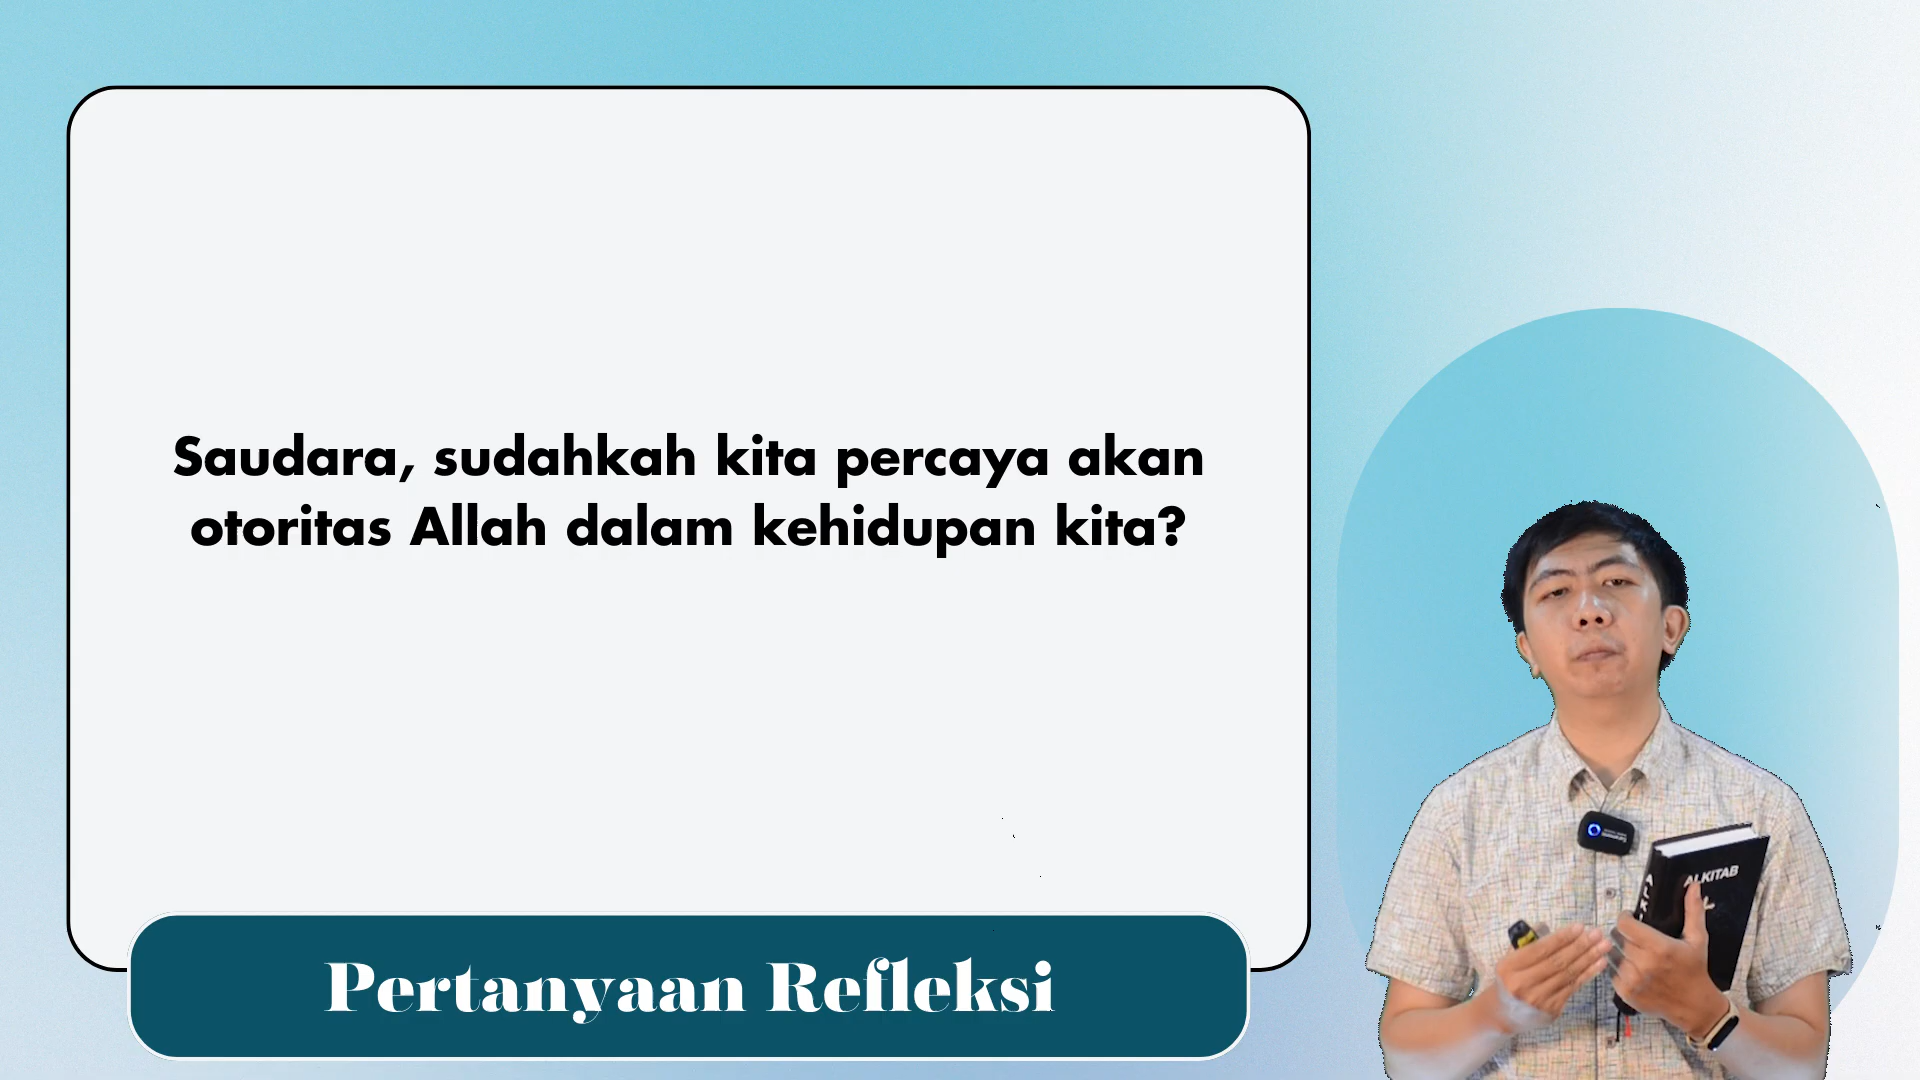 Saudara, sudahkah kita percaya akan
otoritas Allah dalam kehidupan kita?
Pertanyaan Refleksi
ALKITAB